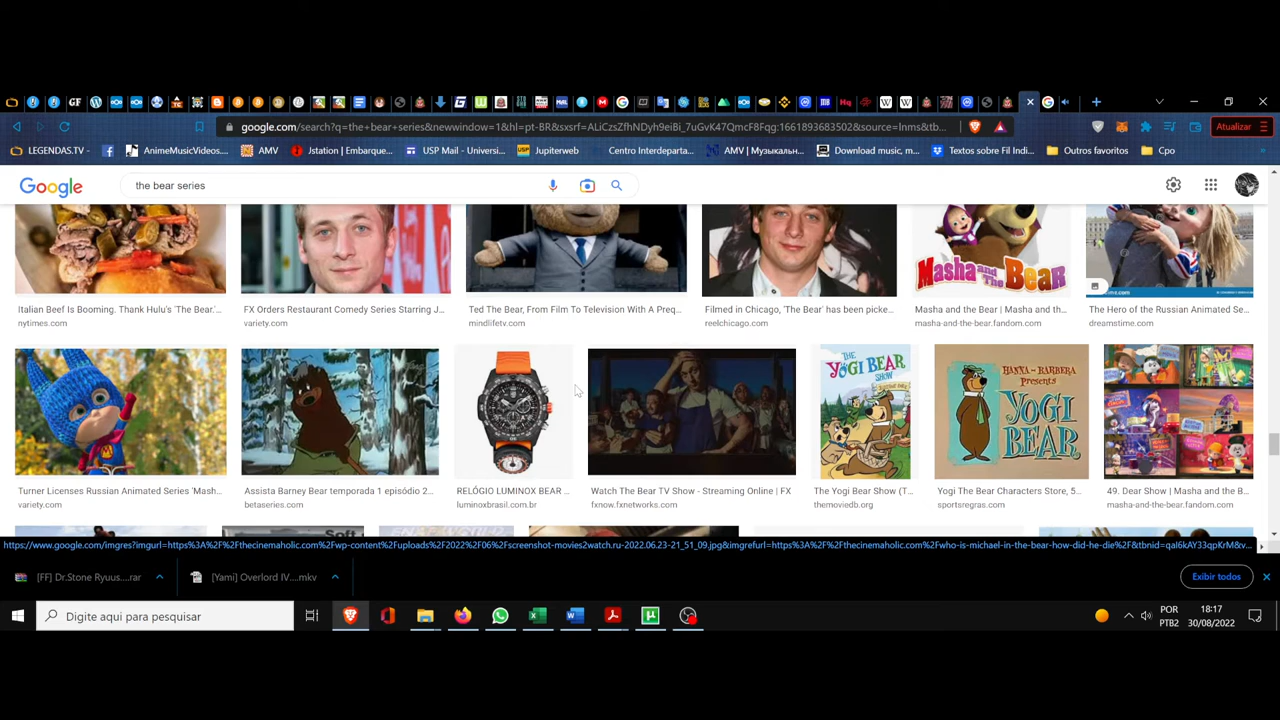 Atualizar
google.com/search?q=the+bear+series&newwindow=1&hl=pt-BR&sxsrf=ALiCzsZfhNDyh9eiBi_7uGvK47QmcF8Fqg:1661893683502&source=lnms&tb...
LEGENDAS.TV -
AnimeMusicVideos....
AMV
Jstation | Embarque...
USP Mail - Universi...
Jupiterweb
Centro Interdeparta...
AMV | Музыкальн...
Download music, m...
Textos sobre Fil Indi...
Outros favoritos
Cpo
Google
the bear series
Masha and the Bear
Italian Beef Is Booming. Thank Hulu's 'The Bear.'...
nytimes.com
FX Orders Restaurant Comedy Series Starring J...
variety.com
Ted The Bear, From Film To Television With A Preq...
mindlifetv.com
Filmed in Chicago, 'The Bear' has been picke...
reelchicago.com
Masha and the Bear | Masha and th...
masha-and-the-bear.fandom.com
The Hero of the Russian Animated Se...
dreamstime.com
THE YOGI BEAR SHOW
HANNA-BARBERA
Presents
YOGI
BEAR
Turner Licenses Russian Animated Series 'Mash...
variety.com
Assista Barney Bear temporada 1 episódio 2...
betaseries.com
RELÓGIO LUMINOX BEAR ...
luminoxbrasil.com.br
Watch The Bear TV Show - Streaming Online | FX
fxnow.fxnetworks.com
The Yogi Bear Show (T...
themoviedb.org
Yogi The Bear Characters Store, 5...
sportsregras.com
49. Dear Show | Masha and the B...
masha-and-the-bear.fandom.com
https://www.google.com/imgres?imgurl=https%3A%2F%2Fthecinemaholic.com%2Fwp-content%2Fuploads%2F2022%2F06%2Fscreenshot-movies2watch.ru-2022.06.23-21_51_09.jpg&imgrefurl=https%3A%2F%2Fthecinemaholic.com%2Fwho-is-michael-in-the-bear-how-did-he-die%2F&tbnid=qal6kAY33qpKrM&v...
[FF] Dr.Stone Ryuus....rar
[Yami] Overlord IV....mkv
Exibir todos
Digite aqui para pesquisar
POR
PTB2
18:17
30/08/2022